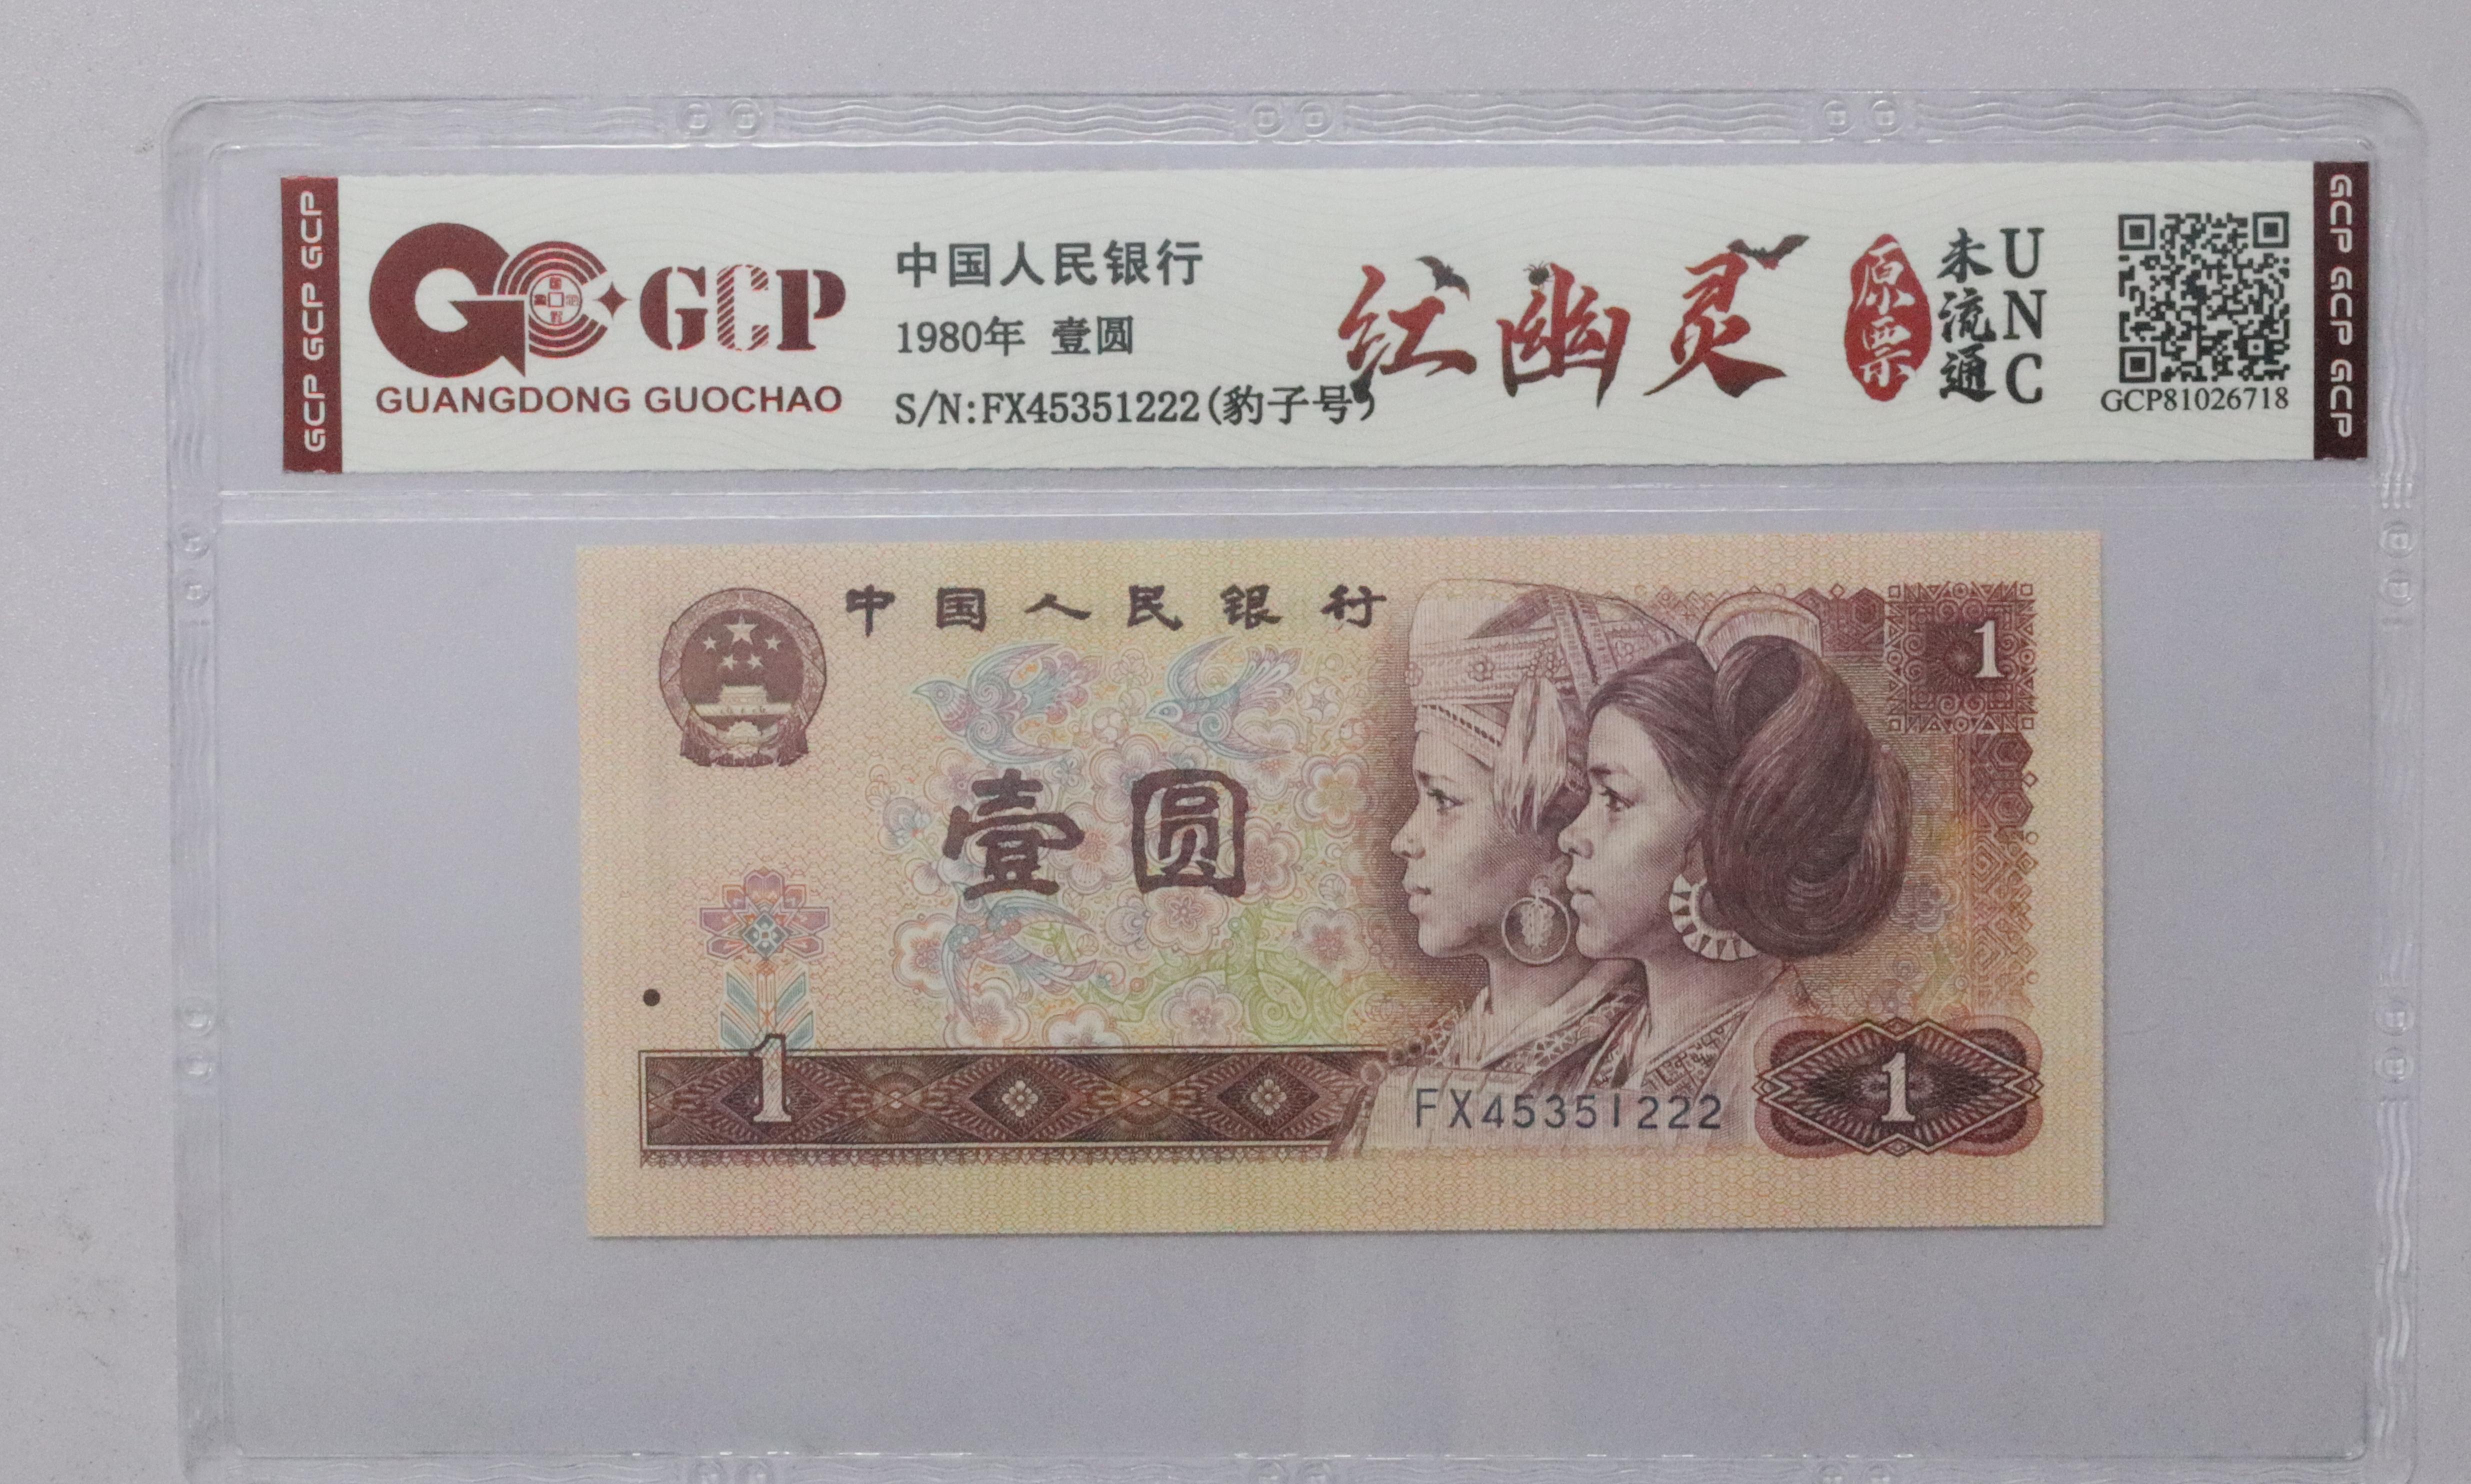 GCP GCP GCP
GCP
GUANGDONG GUOCHAO
中国人民银行
1980年 壹圆
S/N:FX45351222(豹子号)
红幽灵
原票
未流通
UNC
GCP81026718
GCP GCP GCP
中国人民银行
1
壹圆
1
FX45351222
1